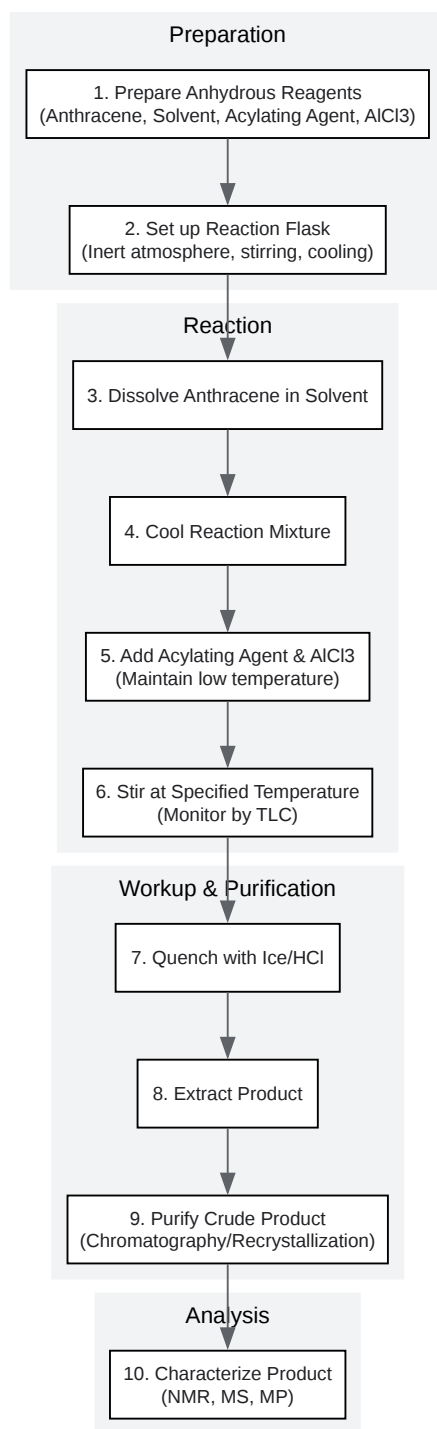 Preparation
1. Prepare Anhydrous Reagents
(Anthracene, Solvent, Acylating Agent, AlCl3)
2. Set up Reaction Flask
(Inert atmosphere, stirring, cooling)
Reaction
3. Dissolve Anthracene in Solvent
4. Cool Reaction Mixture
5. Add Acylating Agent & AlCl3
(Maintain low temperature)
6. Stir at Specified Temperature
(Monitor by TLC)
Workup & Purification
7. Quench with Ice/HCl
8. Extract Product
9. Purify Crude Product
(Chromatography/Recrystallization)
Analysis
10. Characterize Product
(NMR, MS, MP)